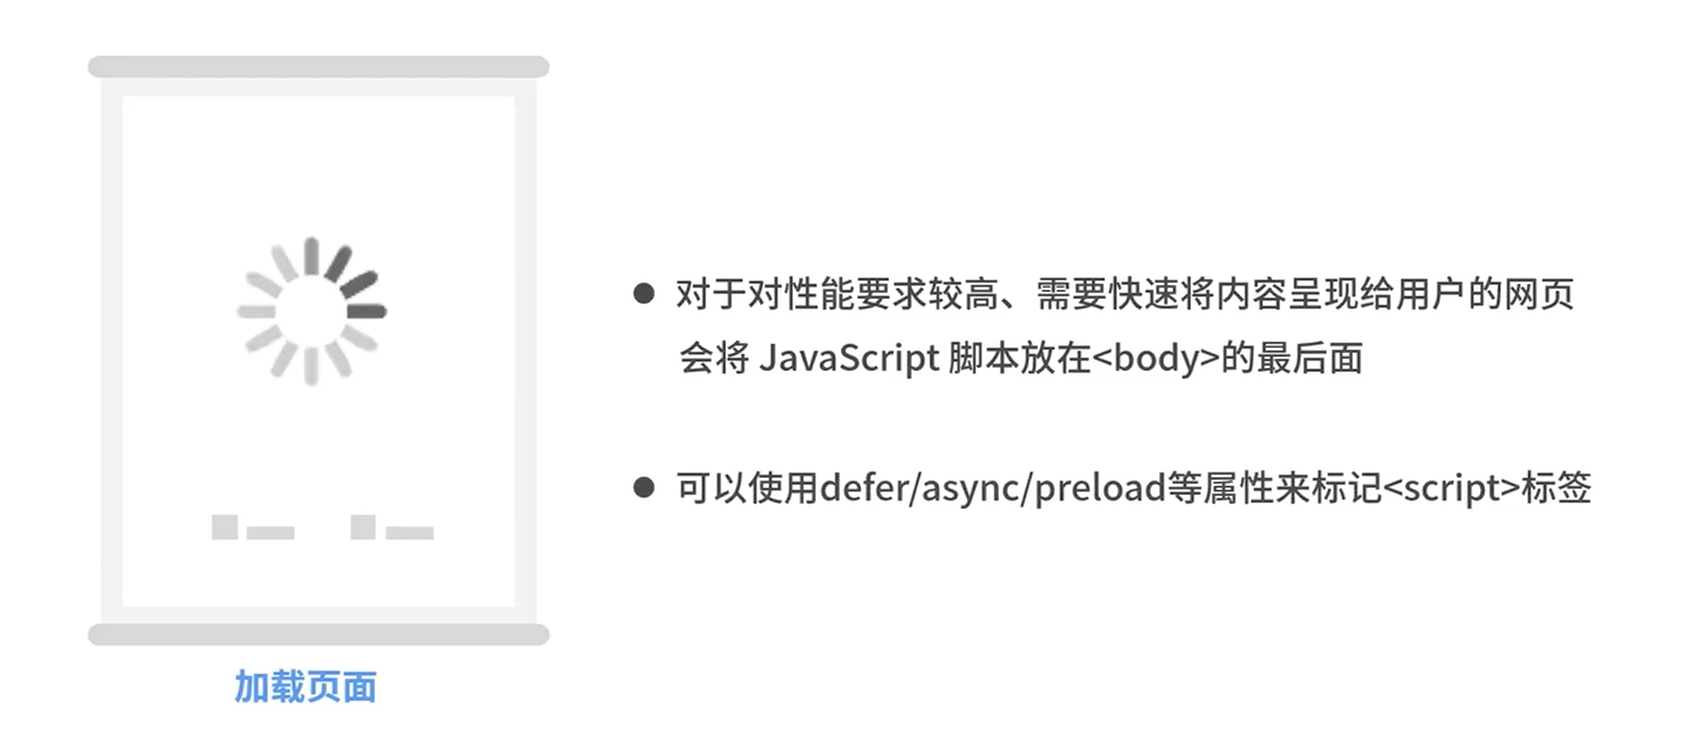 对于对性能要求较高、需要快速将内容呈现给用户的网页
会将 JavaScript 脚本放在<body>的最后面
可以使用defer/async/preload等属性来标记<script>标签
加载页面